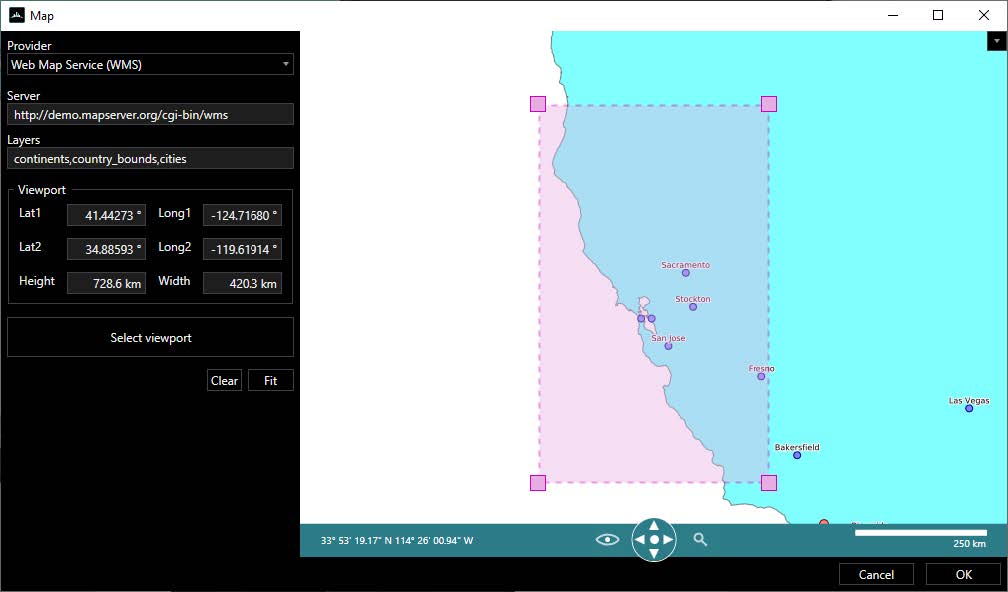 Map
Provider
Web Map Service (WMS)
Server
http://demo.mapserver.org/cgi-bin/wms
Layers
continents,country_bounds,cities
Viewport
Lat1 41.44273 ° Long1 -124.71680 °
Lat2 34.88593 ° Long2 -119.61914 °
Height 728.6 km Width 420.3 km
Select viewport
Clear Fit
Sacramento
Stockton
San Jose
Fresno
Las Vegas
Bakersfield
33° 53' 19.17" N 114° 26' 00.94" W
250 km
Cancel OK